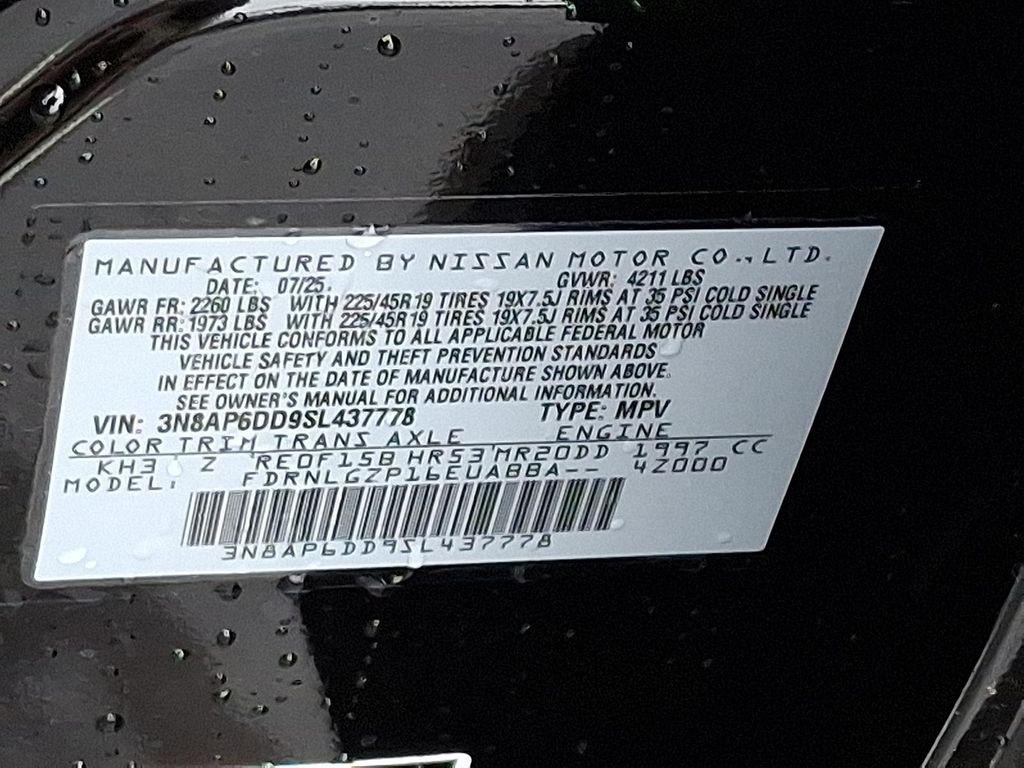 MANUFACTURED BY NISSAN MOTOR CO., LTD.
DATE: 07/25. GVWR: 4211 LBS
GAWR FR: 2260 LBS WITH 225/45R19 TIRES 19X7.5J RIMS AT 35 PSI COLD SINGLE
GAWR RR: 1973 LBS WITH 225/45R19 TIRES 19X7.5J RIMS AT 35 PSI COLD SINGLE
THIS VEHICLE CONFORMS TO ALL APPLICABLE FEDERAL MOTOR
VEHICLE SAFETY AND THEFT PREVENTION STANDARDS
IN EFFECT ON THE DATE OF MANUFACTURE SHOWN ABOVE.
SEE OWNER'S MANUAL FOR ADDITIONAL INFORMATION.
VIN: 3N8AP6DD9SL437778 TYPE: MPV
COLOR TRIM TRANS AXLE ENGINE
KH3 Z RE0F15B HR53 MR20DD 1997 CC
MODEL: FDRNLGZP16EUABBA-- 4Z000
3N8AP6DD9SL437778